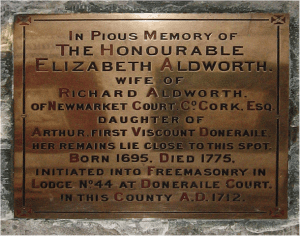 In Pious Memory of
The Honourable
Elizabeth Aldworth.
wife of
Richard Aldworth.
of Newmarket Court Co Cork, Esq.
daughter of
Arthur, first Viscount Doneraile.
her remains lie close to this spot.
Born 1695. Died 1775.
initiated into Freemasonry in
Lodge No 44 at Doneraile Court.
in this County A.D. 1712.